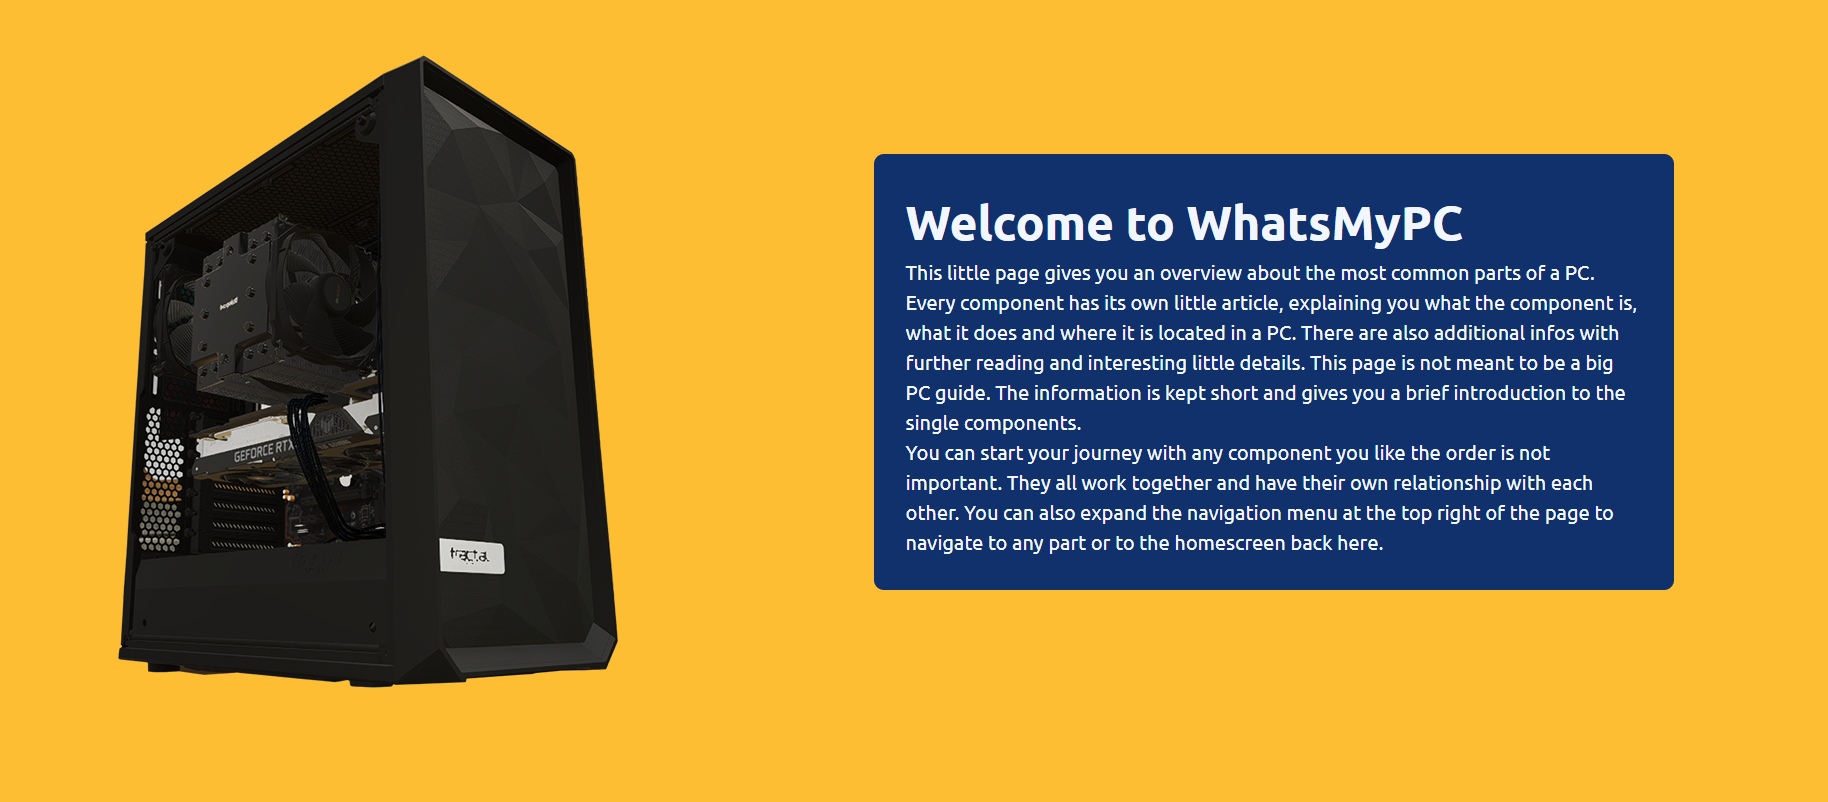 Welcome to WhatsMyPC
This little page gives you an overview about the most common parts of a PC.
Every component has its own little article, explaining you what the component is,
what it does and where it is located in a PC. There are also additional infos with
further reading and interesting little details. This page is not meant to be a big
PC guide. The information is kept short and gives you a brief introduction to the
single components.
You can start your journey with any component you like the order is not
important. They all work together and have their own relationship with each
other. You can also expand the navigation menu at the top right of the page to
navigate to any part or to the homescreen back here.
GEFORCE RTX
fractal